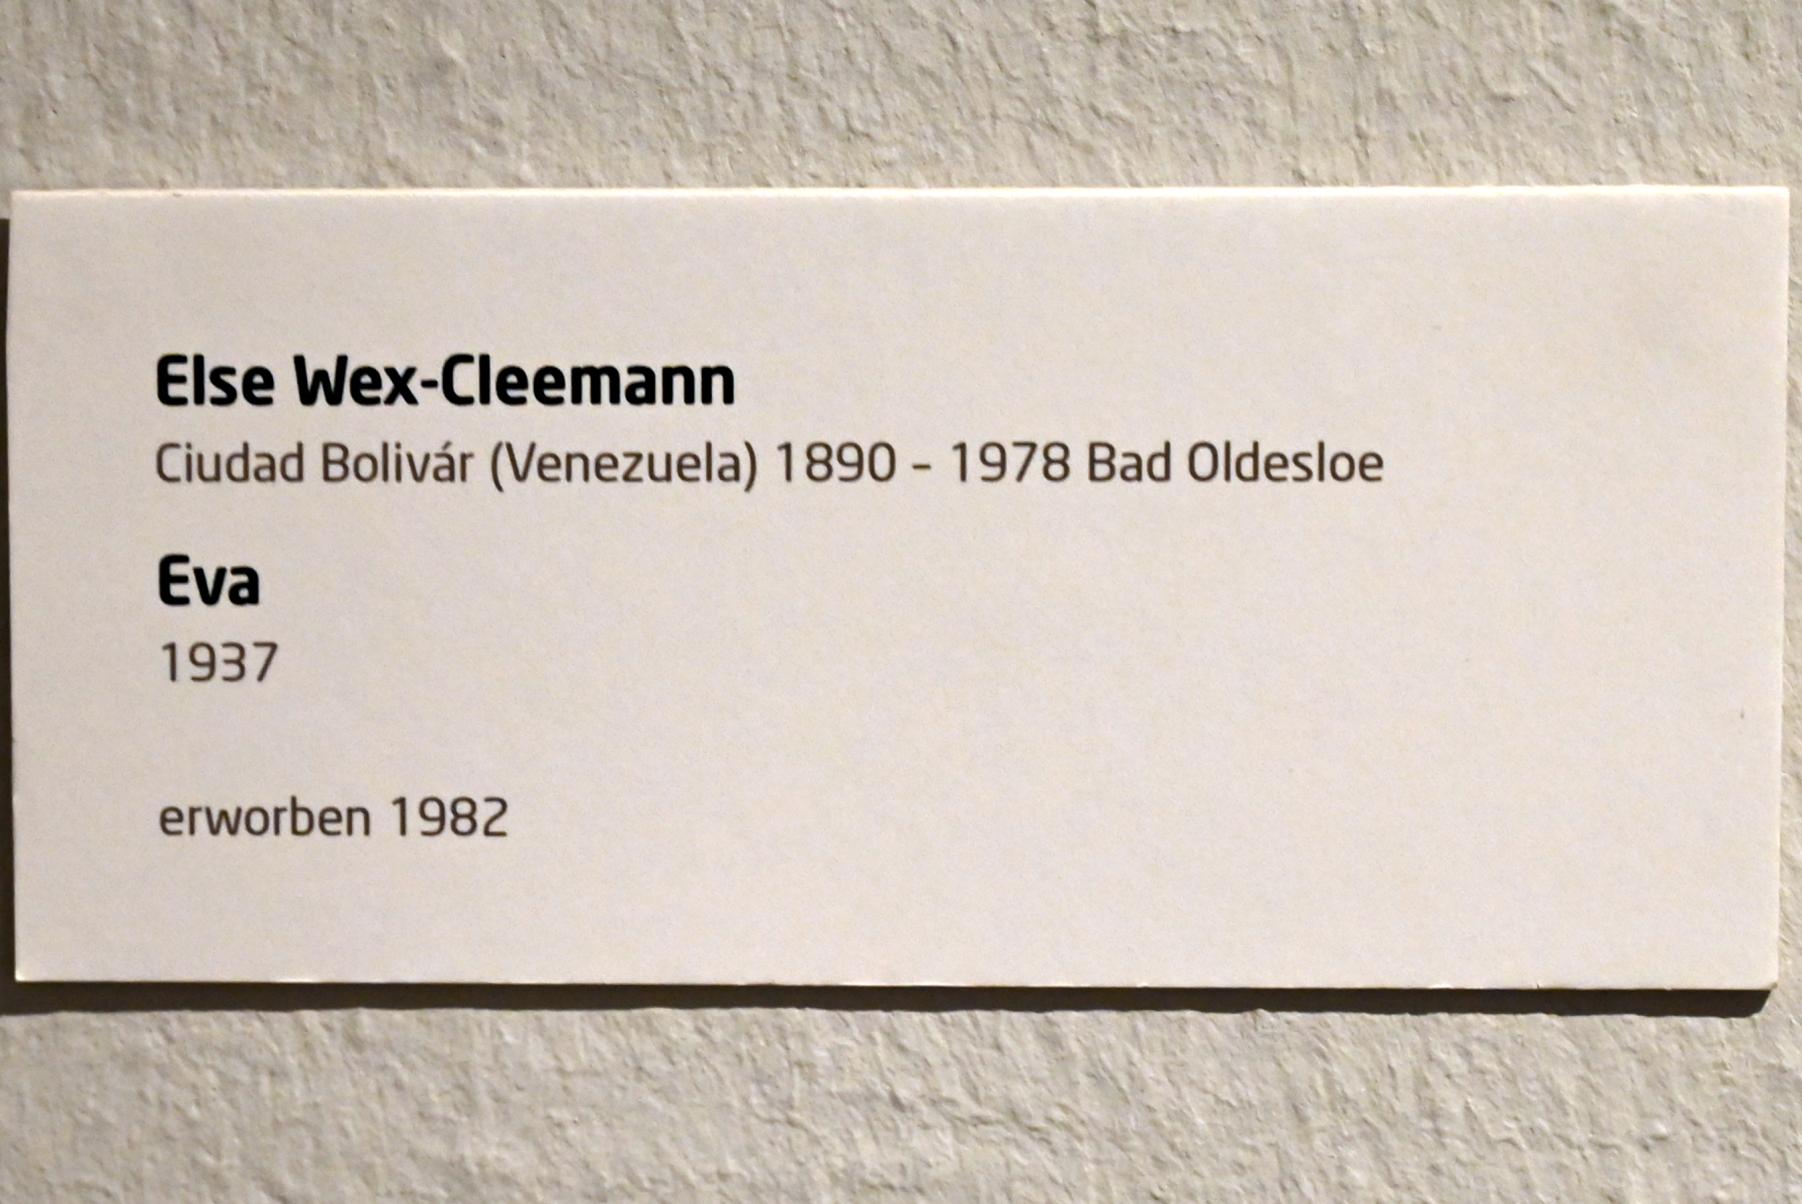 Else Wex-Cleemann
Ciudad Bolivár (Venezuela) 1890 - 1978 Bad Oldesloe
Eva
1937
erworben 1982